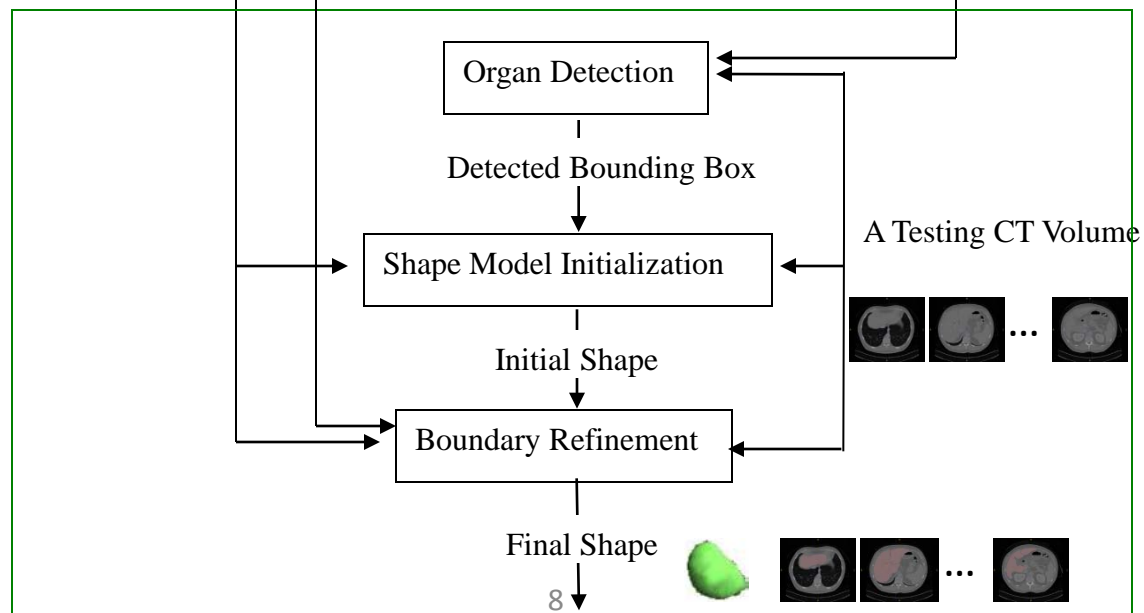 Organ Detection
Detected Bounding Box
A Testing CT Volume
Shape Model Initialization
...
Initial Shape
Boundary Refinement
Final Shape
...
8